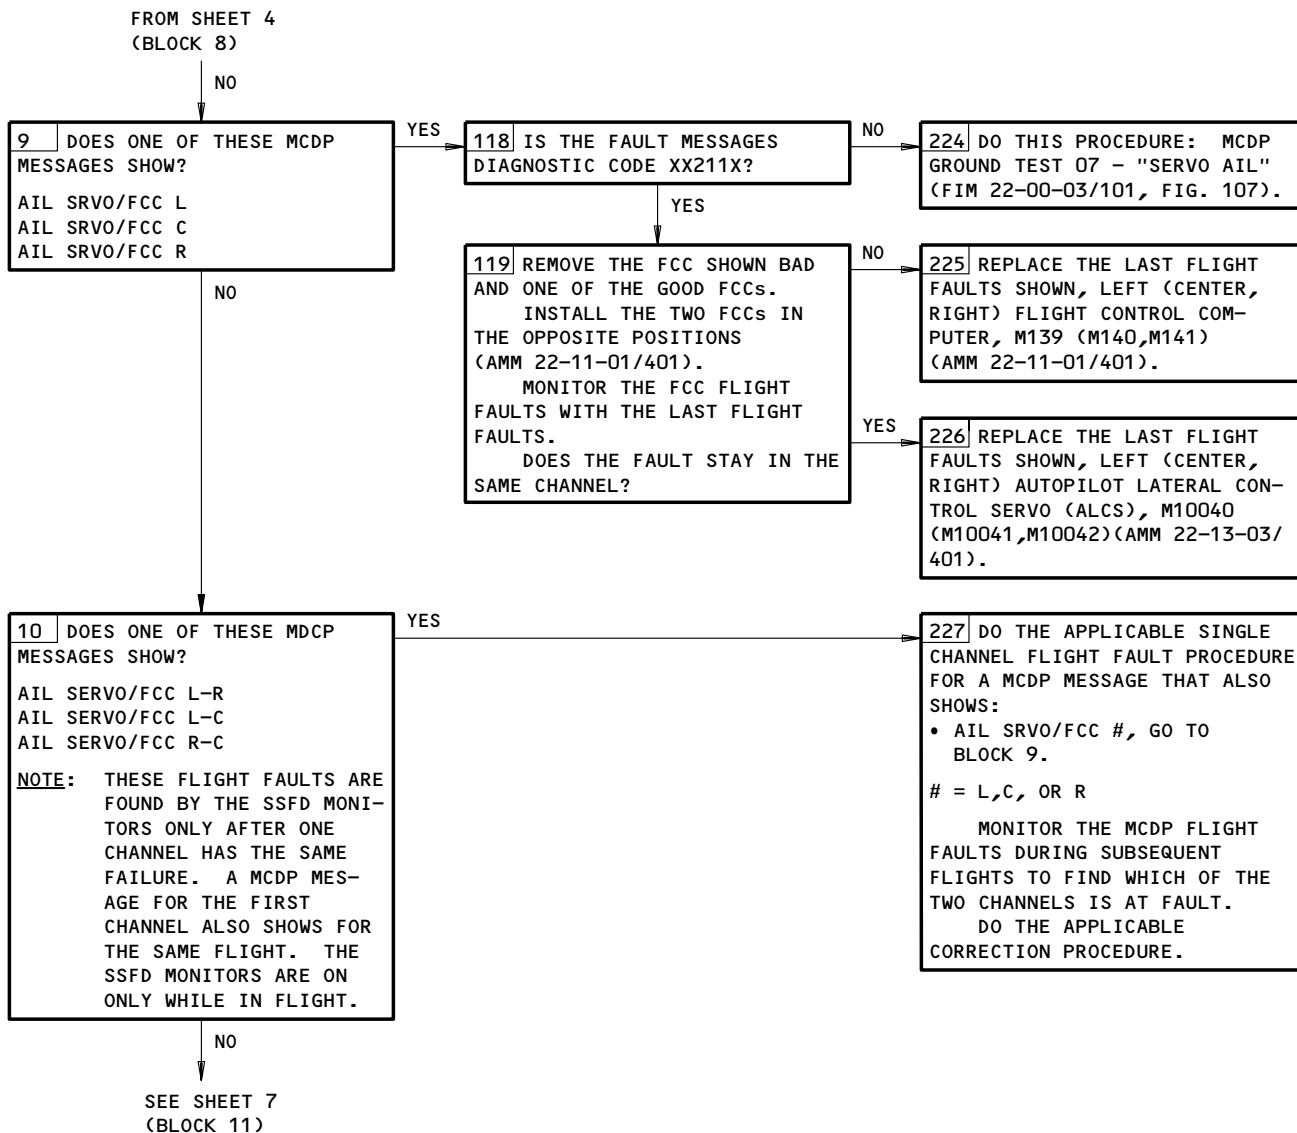 FROM SHEET 4
(BLOCK 8)
NO
9 DOES ONE OF THESE MCDP
MESSAGES SHOW?
AIL SRVO/FCC L
AIL SRVO/FCC C
AIL SRVO/FCC R
YES
118 IS THE FAULT MESSAGES
DIAGNOSTIC CODE XX211X?
NO
224 DO THIS PROCEDURE: MCDP
GROUND TEST 07 - "SERVO AIL"
(FIM 22-00-03/101, FIG. 107).
YES
119 REMOVE THE FCC SHOWN BAD
AND ONE OF THE GOOD FCCs.
INSTALL THE TWO FCCs IN
THE OPPOSITE POSITIONS
(AMM 22-11-01/401).
MONITOR THE FCC FLIGHT
FAULTS WITH THE LAST FLIGHT
FAULTS.
DOES THE FAULT STAY IN THE
SAME CHANNEL?
NO
225 REPLACE THE LAST FLIGHT
FAULTS SHOWN, LEFT (CENTER,
RIGHT) FLIGHT CONTROL COM-
PUTER, M139 (M140,M141)
(AMM 22-11-01/401).
YES
226 REPLACE THE LAST FLIGHT
FAULTS SHOWN, LEFT (CENTER,
RIGHT) AUTOPILOT LATERAL CON-
TROL SERVO (ALCS), M10040
(M10041,M10042)(AMM 22-13-03/
401).
NO
10 DOES ONE OF THESE MDCP
MESSAGES SHOW?
AIL SERVO/FCC L-R
AIL SERVO/FCC L-C
AIL SERVO/FCC R-C
NOTE: THESE FLIGHT FAULTS ARE
FOUND BY THE SSFD MONI-
TORS ONLY AFTER ONE
CHANNEL HAS THE SAME
FAILURE. A MCDP MES-
AGE FOR THE FIRST
CHANNEL ALSO SHOWS FOR
THE SAME FLIGHT. THE
SSFD MONITORS ARE ON
ONLY WHILE IN FLIGHT.
YES
227 DO THE APPLICABLE SINGLE
CHANNEL FLIGHT FAULT PROCEDURE
FOR A MCDP MESSAGE THAT ALSO
SHOWS:
• AIL SRVO/FCC #, GO TO
BLOCK 9.
# = L,C, OR R
MONITOR THE MCDP FLIGHT
FAULTS DURING SUBSEQUENT
FLIGHTS TO FIND WHICH OF THE
TWO CHANNELS IS AT FAULT.
DO THE APPLICABLE
CORRECTION PROCEDURE.
NO
SEE SHEET 7
(BLOCK 11)